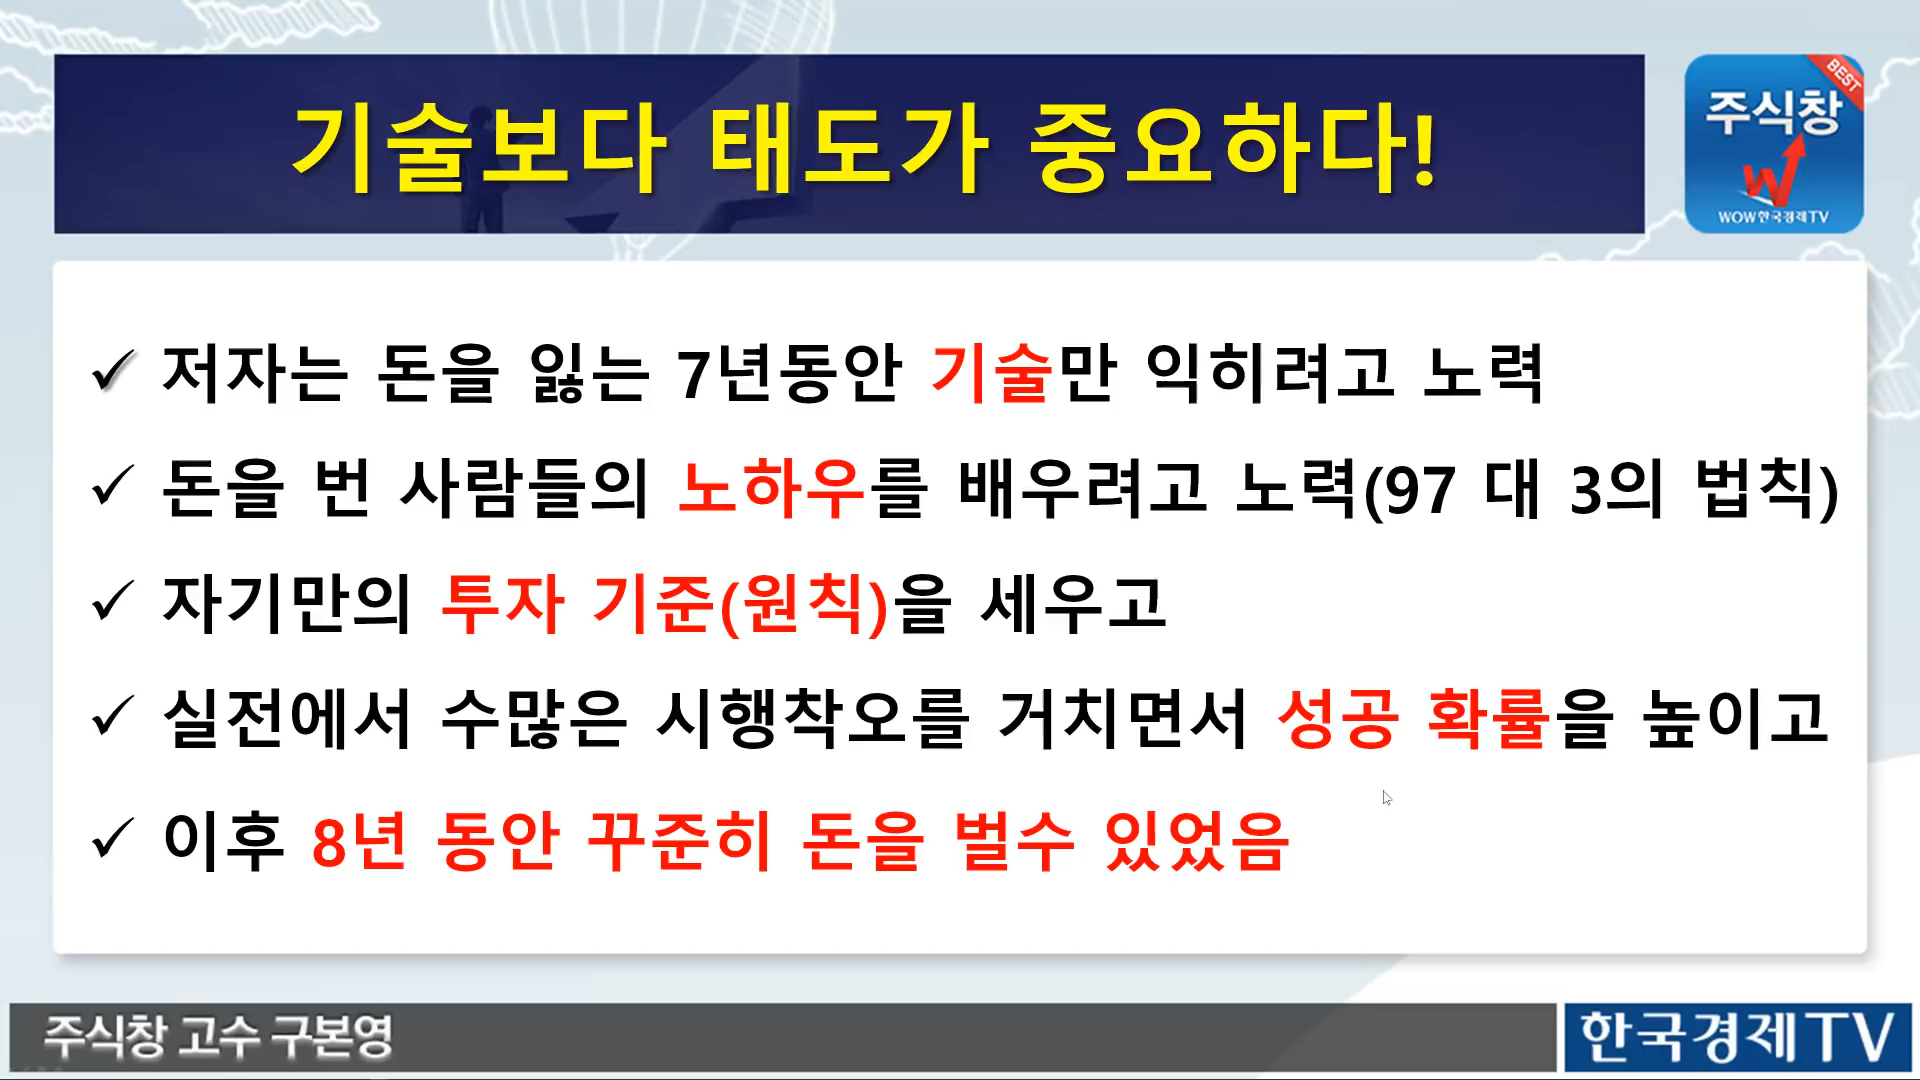 기술보다 태도가 중요하다!
BEST
주식창
WOW한국경제TV
✓ 저자는 돈을 잃는 7년동안 기술만 익히려고 노력
✓ 돈을 번 사람들의 노하우를 배우려고 노력(97 대 3의 법칙)
✓ 자기만의 투자 기준(원칙)을 세우고
✓ 실전에서 수많은 시행착오를 거치면서 성공 확률을 높이고
✓ 이후 8년 동안 꾸준히 돈을 벌수 있었음
주식창 고수 구본영
한국경제TV